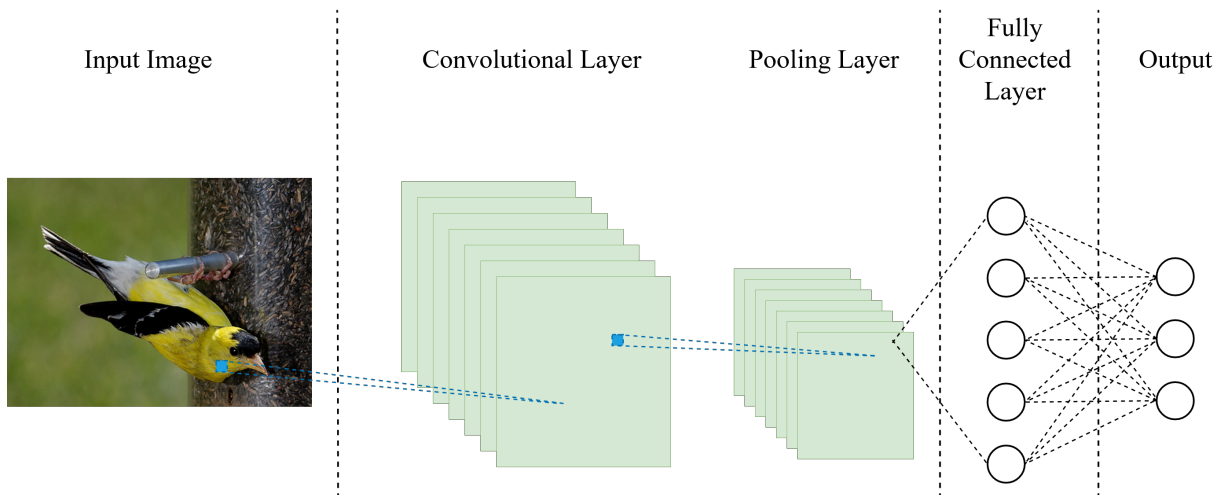 Input Image
Convolutional Layer
Pooling Layer
Fully
Connected
Layer
Output